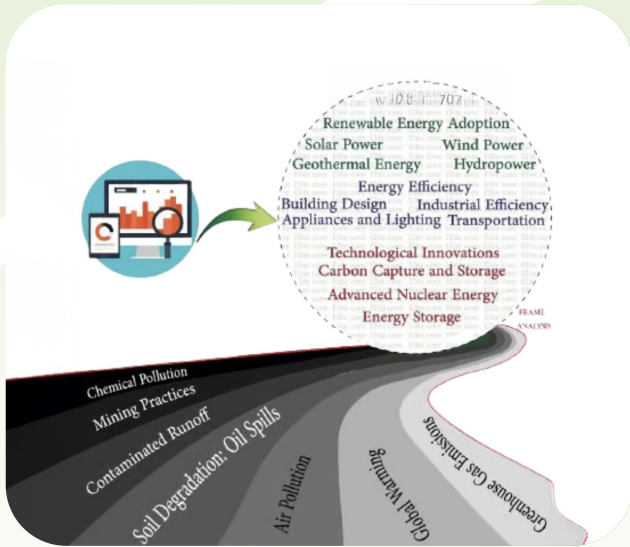 Renewable Energy Adoption
Solar Power Wind Power
Geothermal Energy Hydropower
Energy Efficiency
Building Design Industrial Efficiency
Appliances and Lighting Transportation
Technological Innovations
Carbon Capture and Storage
Advanced Nuclear Energy
Energy Storage
FRAME
ANALYSIS
Chemical Pollution
Mining Practices
Contaminated Runoff
Soil Degradation: Oil Spills
Air Pollution
Global Warming
Greenhouse Gas Emissions